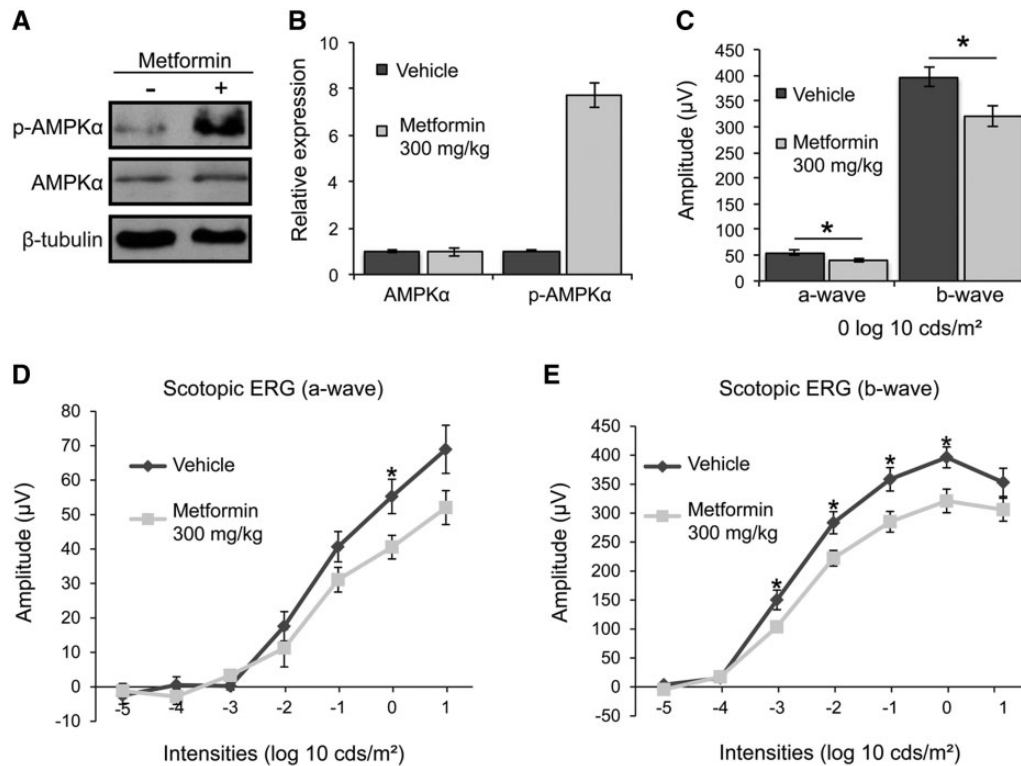 A
Metformin
- +
p-AMPKα
AMPKα
β-tubulin
B
Relative expression
10
8
6
4
2
0
Vehicle
Metformin
300 mg/kg
AMPKα p-AMPKα
C
Amplitude (µV)
450
400
350
300
250
200
150
100
50
0
Vehicle
Metformin
300 mg/kg
*
*
a-wave b-wave
0 log 10 cds/m²
D
Scotopic ERG (a-wave)
Amplitude (µV)
80
70
60
50
40
30
20
10
0
-10
Vehicle
Metformin
300 mg/kg
*
-5 -4 -3 -2 -1 0 1
Intensities (log 10 cds/m²)
E
Scotopic ERG (b-wave)
Amplitude (µV)
450
400
350
300
250
200
150
100
50
0
-50
Vehicle
Metformin
300 mg/kg
* * * *
-5 -4 -3 -2 -1 0 1
Intensities (log 10 cds/m²)